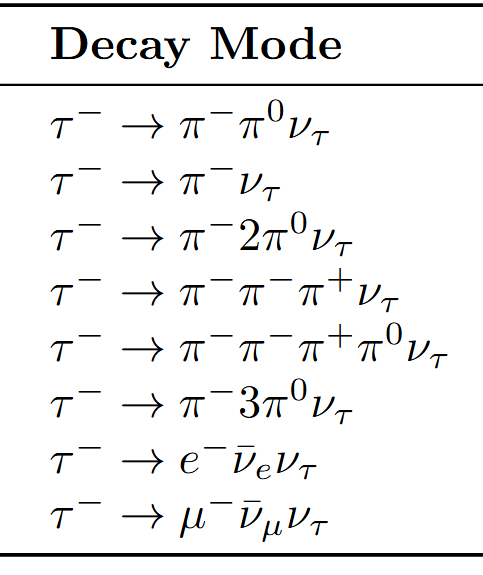 Decay Mode
τ⁻ → π⁻π⁰ν_τ
τ⁻ → π⁻ν_τ
τ⁻ → π⁻2π⁰ν_τ
τ⁻ → π⁻π⁻π⁺ν_τ
τ⁻ → π⁻π⁻π⁺π⁰ν_τ
τ⁻ → π⁻3π⁰ν_τ
τ⁻ → e⁻ν̄_eν_τ
τ⁻ → μ⁻ν̄_μν_τ